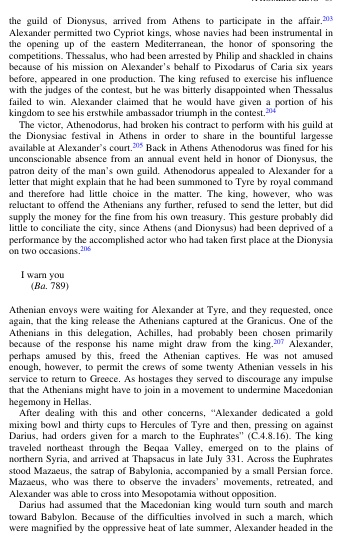 the guild of Dionysus, arrived from Athens to participate in the affair.203
Alexander permitted two Cypriot kings, whose navies had been instrumental in
the opening up of the eastern Mediterranean, the honor of sponsoring the
competitions. Thessalus, who had been arrested by Philip and shackled in chains
because of his mission on Alexander's behalf to Pixodarus of Caria six years
before, appeared in one production. The king refused to exercise his influence
with the judges of the contest, but he was bitterly disappointed when Thessalus
failed to win. Alexander claimed that he would have given a portion of his
kingdom to see his erstwhile ambassador triumph in the contest.204
The victor, Athenodorus, had broken his contract to perform with his guild at
the Dionysiac festival in Athens in order to share in the bountiful largesse
available at Alexander's court.205 Back in Athens Athenodorus was fined for his
unconscionable absence from an annual event held in honor of Dionysus, the
patron deity of the man's own guild. Athenodorus appealed to Alexander for a
letter that might explain that he had been summoned to Tyre by royal command
and therefore had little choice in the matter. The king, however, who was
reluctant to offend the Athenians any further, refused to send the letter, but did
supply the money for the fine from his own treasury. This gesture probably did
little to conciliate the city, since Athens (and Dionysus) had been deprived of a
performance by the accomplished actor who had taken first place at the Dionysia
on two occasions.206
I warn you
(Ba. 789)
Athenian envoys were waiting for Alexander at Tyre, and they requested, once
again, that the king release the Athenians captured at the Granicus. One of the
Athenians in this delegation, Achilles, had probably been chosen primarily
because of the response his name might draw from the king.207 Alexander,
perhaps amused by this, freed the Athenian captives. He was not amused
enough, however, to permit the crews of some twenty Athenian vessels in his
service to return to Greece. As hostages they served to discourage any impulse
that the Athenians might have to join in a movement to undermine Macedonian
hegemony in Hellas.
After dealing with this and other concerns, "Alexander dedicated a gold
mixing bowl and thirty cups to Hercules of Tyre and then, pressing on against
Darius, had orders given for a march to the Euphrates" (C.4.8.16). The king
traveled northeast through the Beqaa Valley, emerged on to the plains of
northern Syria, and arrived at Thapsacus in late July 331. Across the Euphrates
stood Mazaeus, the satrap of Babylonia, accompanied by a small Persian force.
Mazaeus, who was there to observe the invaders' movements, retreated, and
Alexander was able to cross into Mesopotamia without opposition.
Darius had assumed that the Macedonian king would turn south and march
toward Babylon. Because of the difficulties involved in such a march, which
were magnified by the oppressive heat of late summer, Alexander headed in the